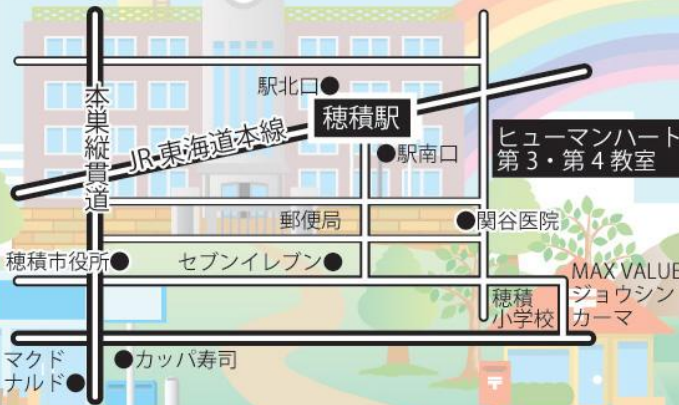 駅北口
穂積駅
本巣縦貫道
JR 東海道本線
駅南口
ヒューマンハート
第3・第4教室
郵便局
関谷医院
穂積市役所
セブンイレブン
MAX VALUE
ジョウシン
カーマ
穂積
小学校
マクド
ナルド
カッパ寿司